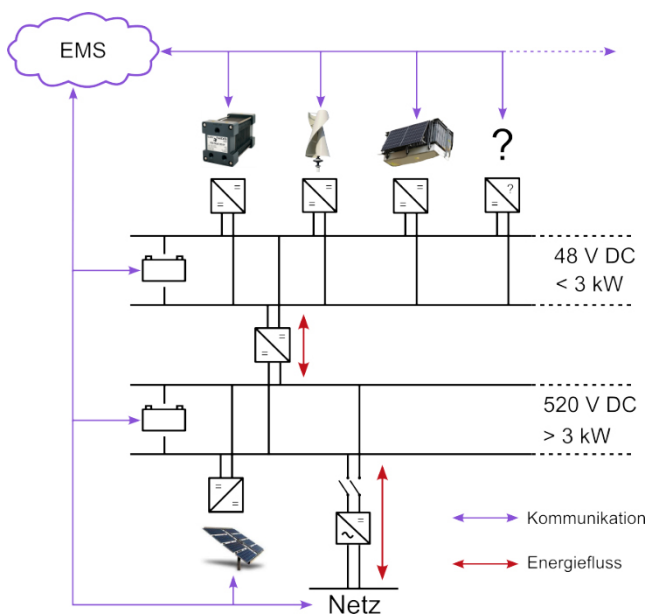 EMS
?
?
48 V DC
< 3 kW
520 V DC
> 3 kW
Kommunikation
Energiefluss
Netz